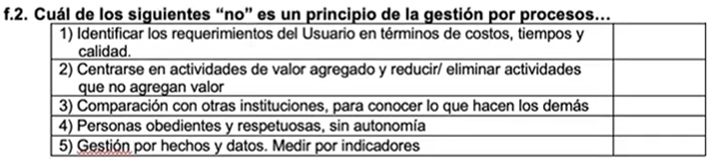 f.2. Cuál de los siguientes “no” es un principio de la gestión por procesos…
1) Identificar los requerimientos del Usuario en términos de costos, tiempos y
calidad.
2) Centrarse en actividades de valor agregado y reducir/ eliminar actividades
que no agregan valor
3) Comparación con otras instituciones, para conocer lo que hacen los demás
4) Personas obedientes y respetuosas, sin autonomía
5) Gestión por hechos y datos. Medir por indicadores